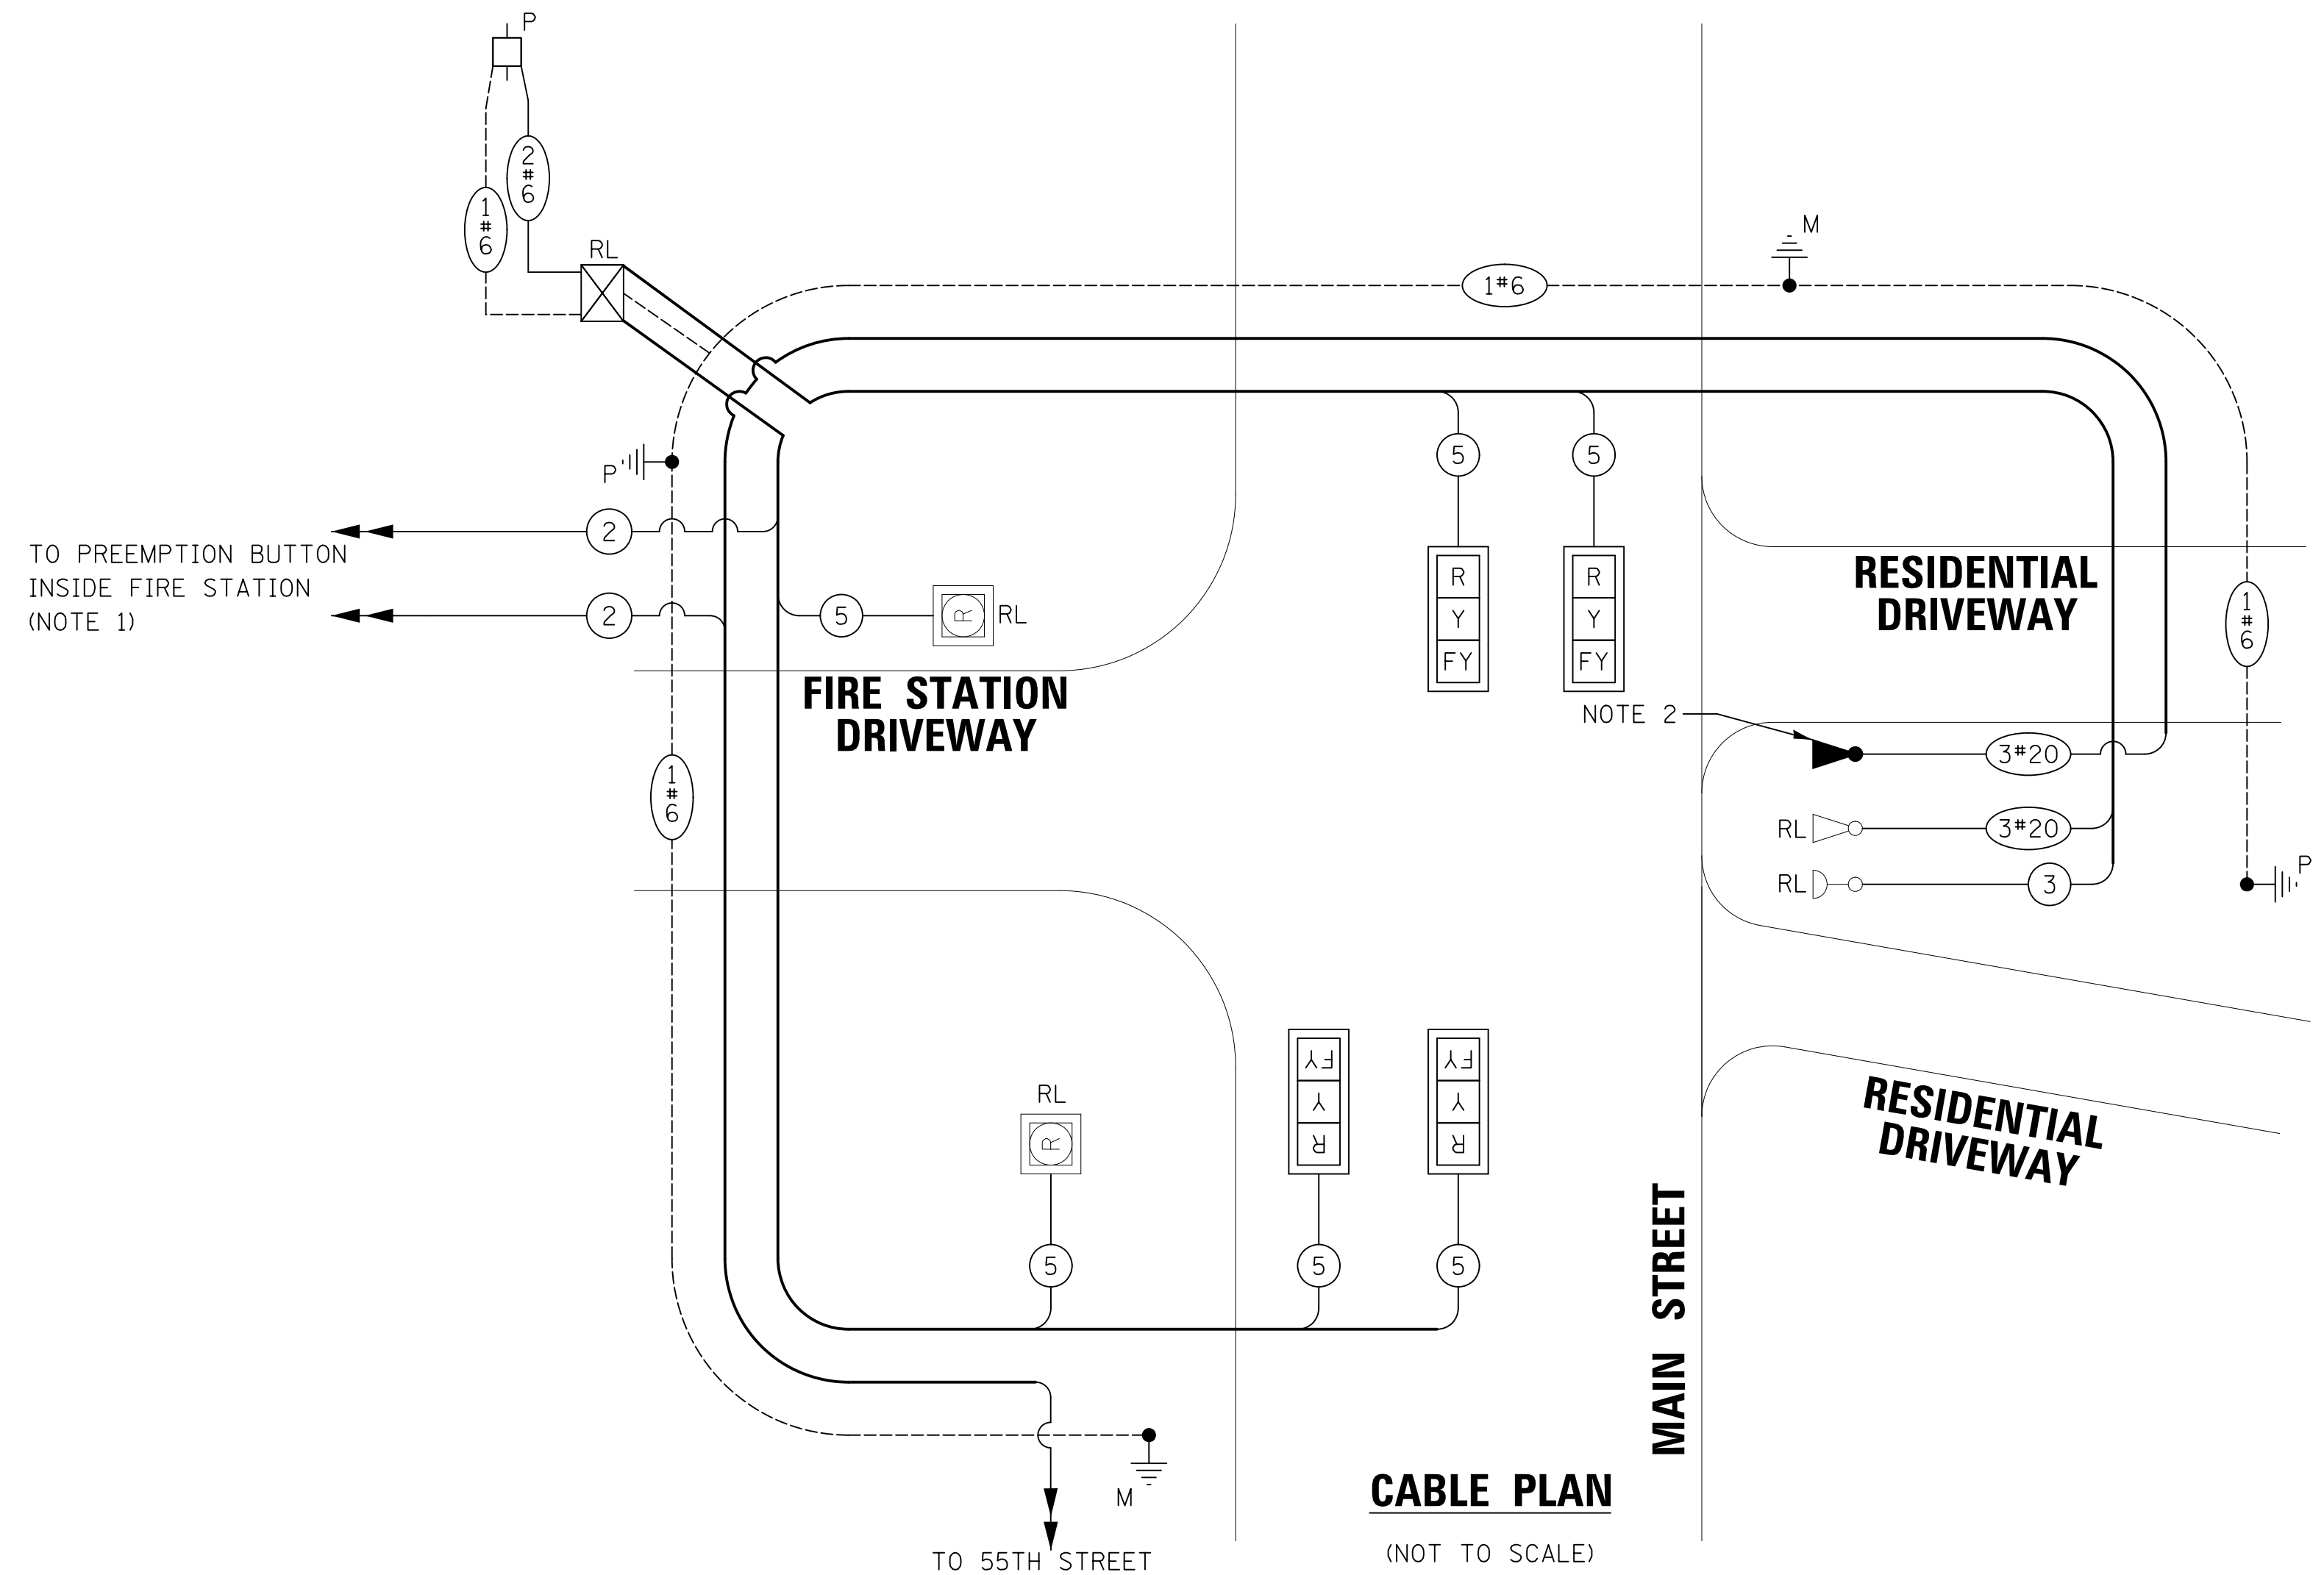 P
2
#
6
1
#
6
RL
M
1#6
P
5
5
2
TO PREEMPTION BUTTON
INSIDE FIRE STATION
(NOTE 1)
2
5
R
RL
R
Y
FY
R
Y
FY
RESIDENTIAL
DRIVEWAY
1
#
6
FIRE STATION
DRIVEWAY
NOTE 2
3#20
1
#
6
RL
3#20
RL
3
P
RL
R
FY
Y
R
FY
Y
R
RESIDENTIAL
DRIVEWAY
5
5
5
MAIN STREET
M
CABLE PLAN
(NOT TO SCALE)
TO 55TH STREET